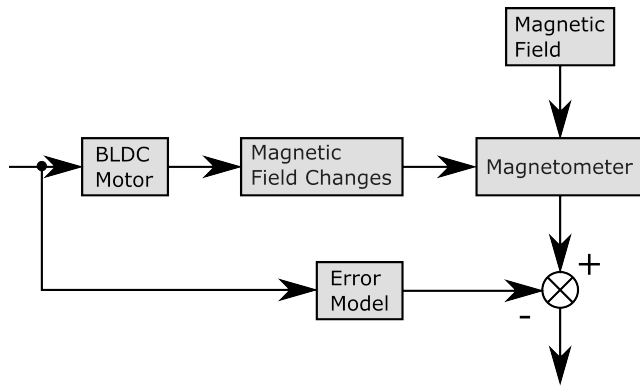 Magnetic
Field
BLDC
Motor
Magnetic
Field Changes
Magnetometer
Error
Model
+
-